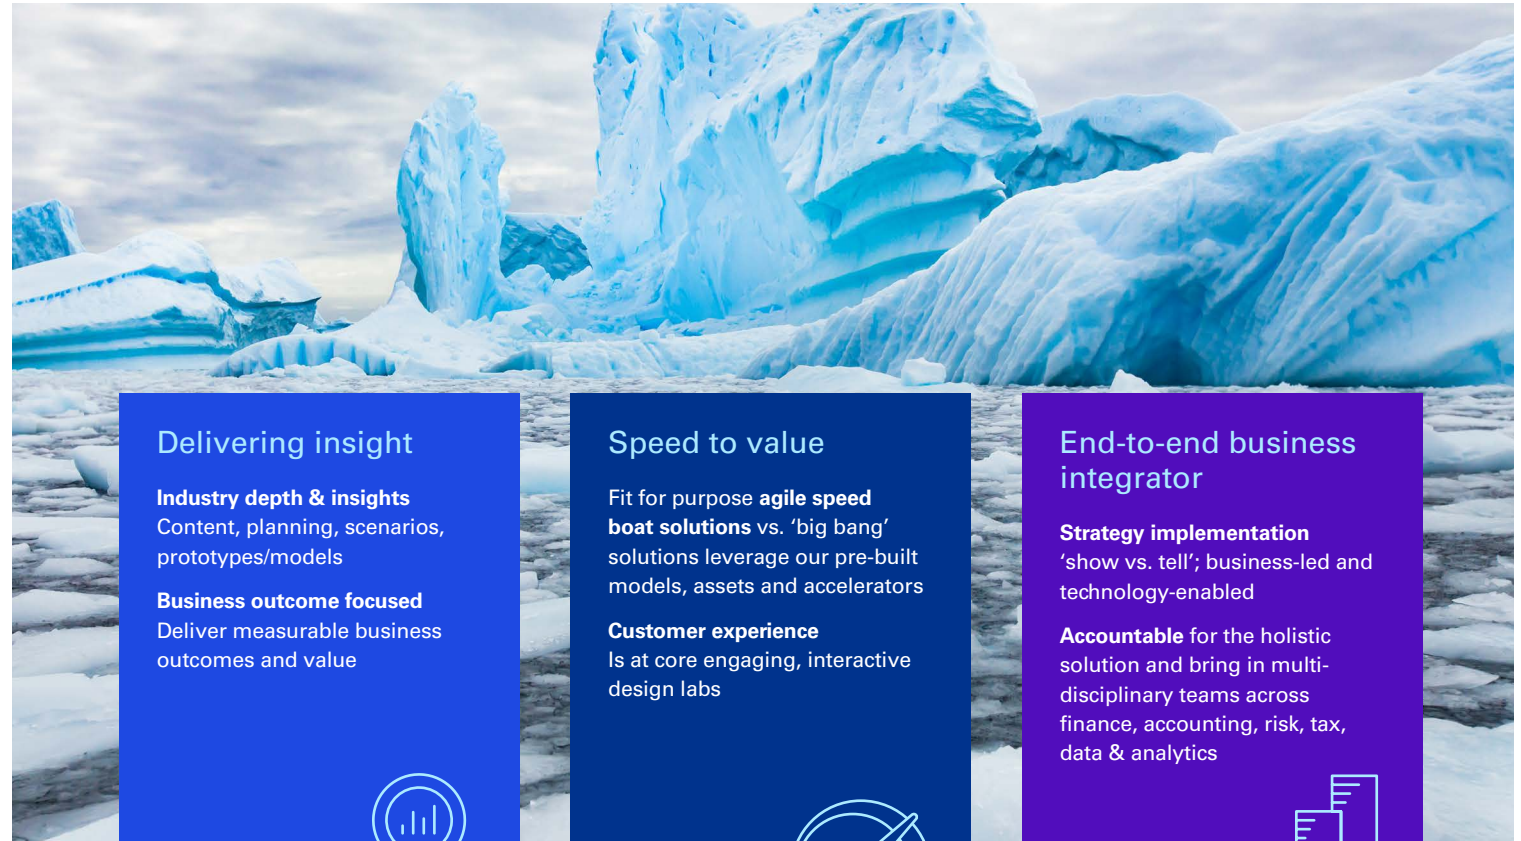 Delivering insight
Industry depth & insights
Content, planning, scenarios,
prototypes/models
Business outcome focused
Deliver measurable business
outcomes and value
Speed to value
Fit for purpose agile speed
boat solutions vs. ‘big bang’
solutions leverage our pre-built
models, assets and accelerators
Customer experience
Is at core engaging, interactive
design labs
End-to-end business
integrator
Strategy implementation
‘show vs. tell’; business-led and
technology-enabled
Accountable for the holistic
solution and bring in multi-
disciplinary teams across
finance, accounting, risk, tax,
data & analytics